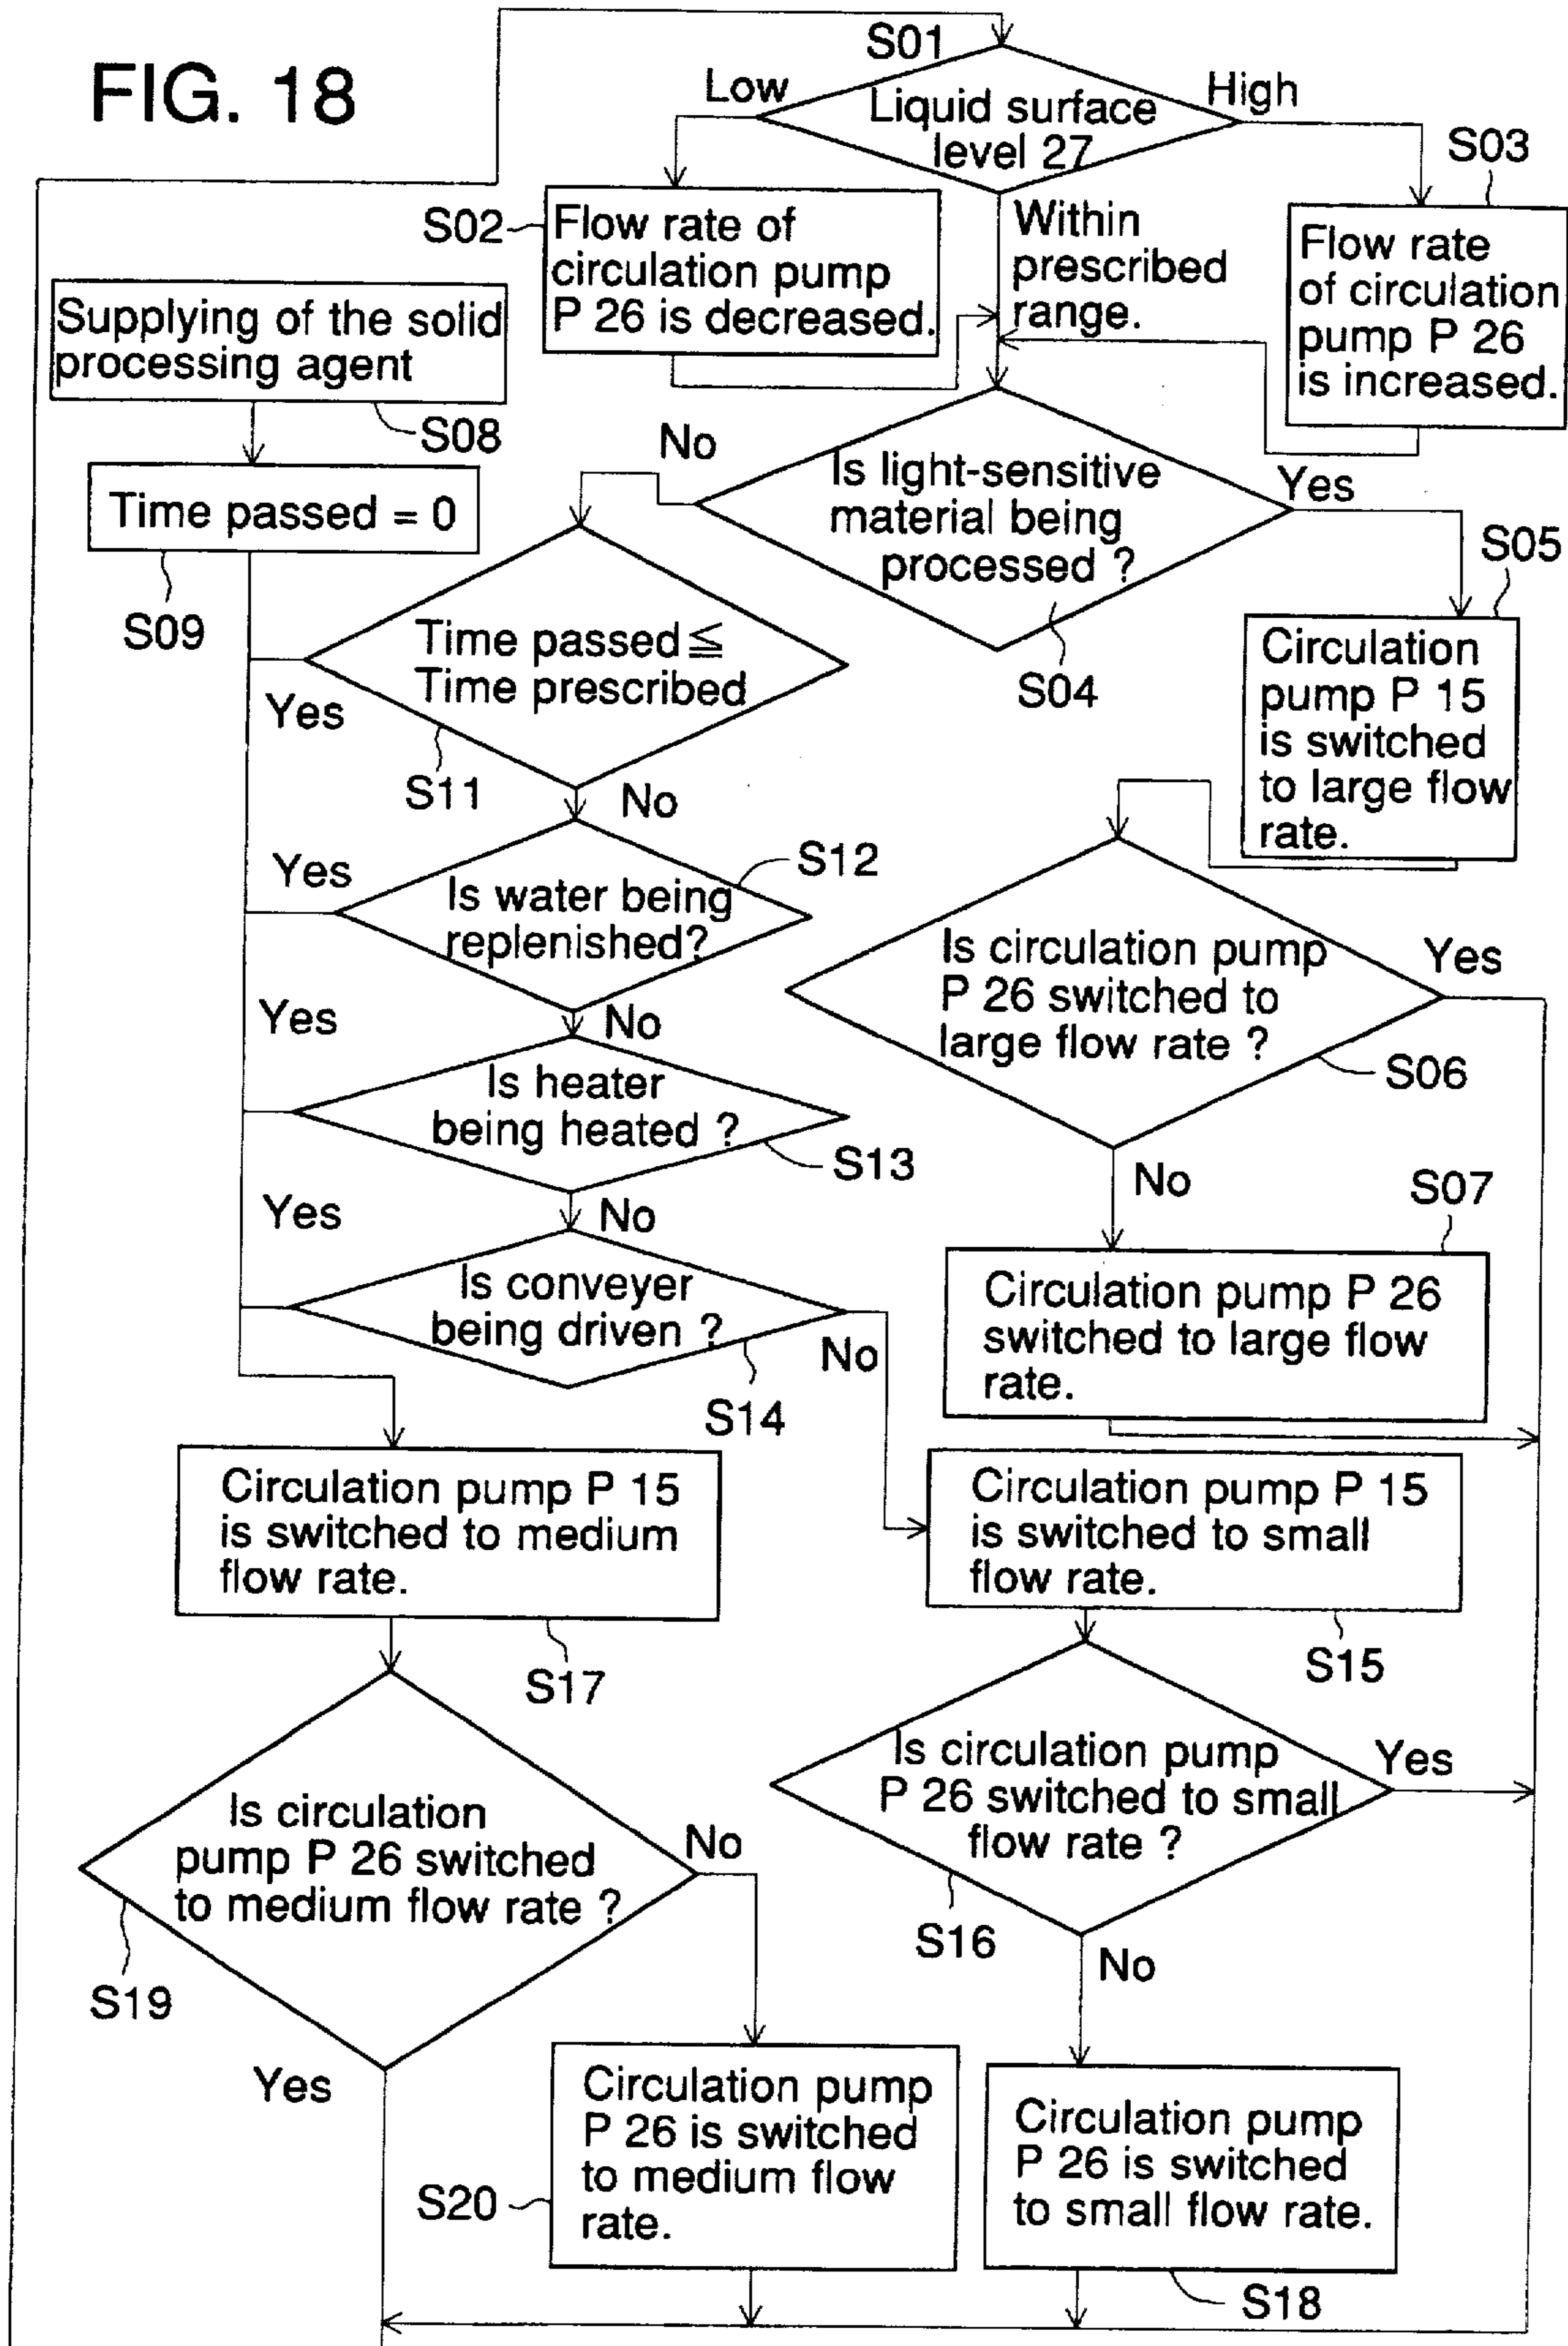 FIG. 18
S01
Low
High
Liquid surface
level 27
S03
S02
Flow rate of
circulation pump
P 26 is decreased.
Within
prescribed
range.
Flow rate
of circulation
pump P 26
is increased.
Supplying of the solid
processing agent
S08
No
Is light-sensitive
material being
processed ?
Yes
Time passed = 0
S09
S04
S05
Time passed ≦
Time prescribed
Yes
S11
No
Circulation
pump P 15
is switched
to large flow
rate.
Yes
S12
Is water being
replenished?
Yes
No
Is circulation pump
P 26 switched to
large flow rate ?
Yes
S06
Is heater
being heated ?
S13
No
S07
Yes
No
Is conveyer
being driven ?
No
S14
Circulation pump P 26
switched to large flow
rate.
Circulation pump P 15
is switched to medium
flow rate.
S17
Circulation pump P 15
is switched to small
flow rate.
S15
Is circulation pump
P 26 switched to small
flow rate ?
Yes
S16
No
Is circulation
pump P 26 switched
to medium flow rate ?
No
S19
Yes
Circulation pump
P 26 is switched
to medium flow
rate.
S20
Circulation pump
P 26 is switched
to small flow rate.
S18